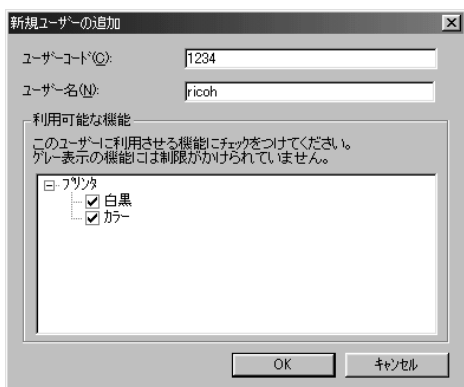 新規ユーザーの追加
ユーザーコード(C): 1234
ユーザー名(N): ricoh
利用可能な機能
このユーザーに利用させる機能にチェックをつけてください。
グレー表示の機能には制限がかけられていません。
プリンタ
白黒
カラー
OK キャンセル